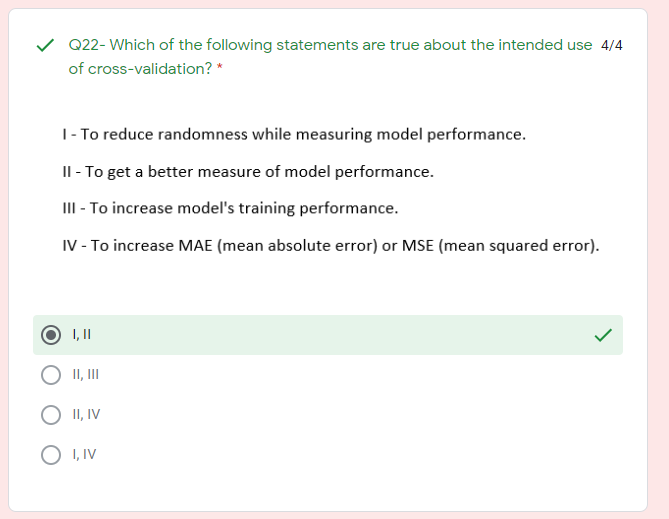 Q22- Which of the following statements are true about the intended use 4/4
of cross-validation? *
I - To reduce randomness while measuring model performance.
II - To get a better measure of model performance.
III - To increase model's training performance.
IV - To increase MAE (mean absolute error) or MSE (mean squared error).
I, II
II, III
II, IV
I, IV